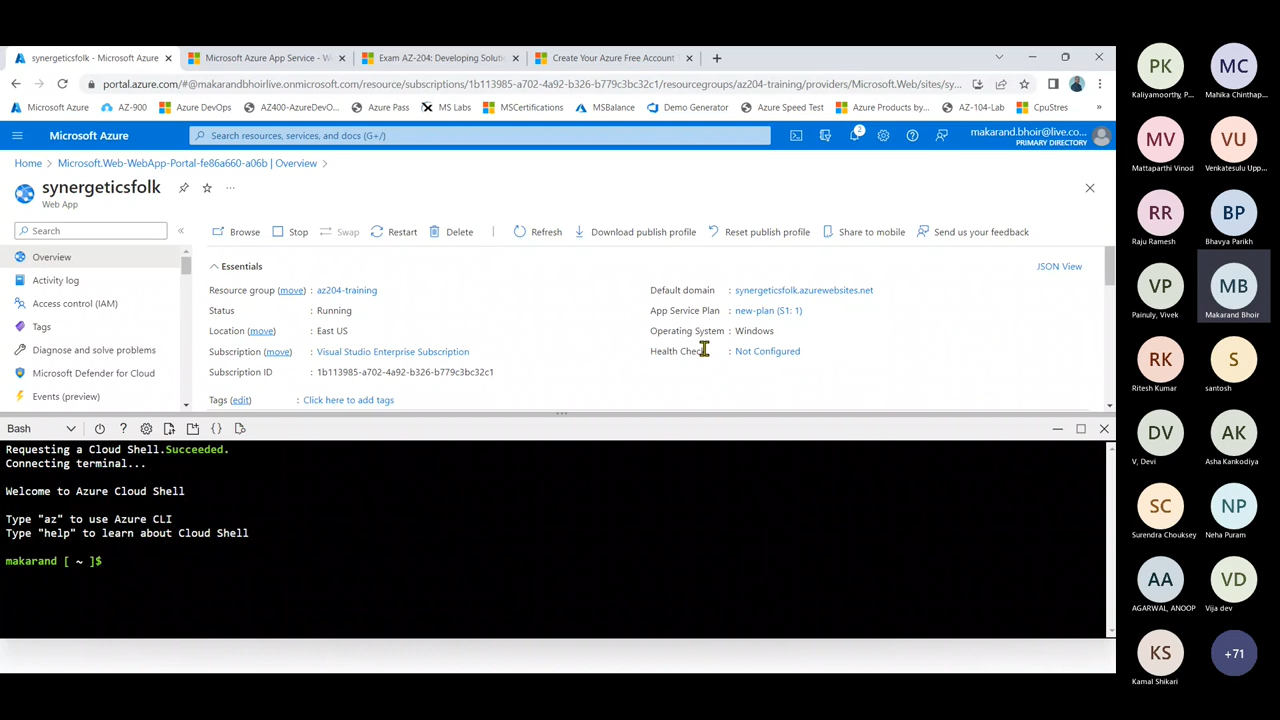 synergeticsfolk - Microsoft Azure
Microsoft Azure App Service - We
Exam AZ-204: Developing Soluti
Create Your Azure Free Account
portal.azure.com/#@makarandbhoirlive.onmicrosoft.com/resource/subscriptions/1b113985-a702-4a92-b326-b779c3bc32c1/resourcegroups/az204-training/providers/Microsoft.Web/sites/sy...
Microsoft Azure
AZ-900
Azure DevOps
AZ400-AzureDevO...
Azure Pass
MS Labs
MSCertifications
MSBalance
Demo Generator
Azure Speed Test
Azure Products by...
AZ-104-Lab
CpuStres
»
Microsoft Azure
Search resources, services, and docs (G+/)
2
makarand.bhoir@live.co...
PRIMARY DIRECTORY
Home > Microsoft.Web-WebApp-Portal-fe86a660-a06b | Overview >
synergeticsfolk
Web App
Search
«
Browse
Stop
Swap
Restart
Delete
Refresh
Download publish profile
Reset publish profile
Share to mobile
Send us your feedback
Overview
Activity log
Access control (IAM)
Tags
Diagnose and solve problems
Microsoft Defender for Cloud
Events (preview)
Essentials
JSON View
Resource group (move) : az204-training
Status : Running
Location (move) : East US
Subscription (move) : Visual Studio Enterprise Subscription
Subscription ID : 1b113985-a702-4a92-b326-b779c3bc32c1
Tags (edit) : Click here to add tags
Default domain : synergeticsfolk.azurewebsites.net
App Service Plan : new-plan (S1: 1)
Operating System : Windows
Health Check : Not Configured
Bash
Requesting a Cloud Shell.Succeeded.
Connecting terminal...
Welcome to Azure Cloud Shell
Type "az" to use Azure CLI
Type "help" to learn about Cloud Shell
makarand [ ~ ]$
PK
Kaliyamoorthy, P...
MC
Mahika Chinthap...
MV
Mattaparthi Vinod
VU
Venkatesulu Upp...
RR
Raju Ramesh
BP
Bhavya Parikh
VP
Painuly, Vivek
MB
Makarand Bhoir
RK
Ritesh Kumar
S
santosh
DV
V, Devi
AK
Asha Kankodiya
SC
Surendra Chouksey
NP
Neha Puram
AA
AGARWAL, ANOOP
VD
Vija dev
KS
Kamal Shikari
+71